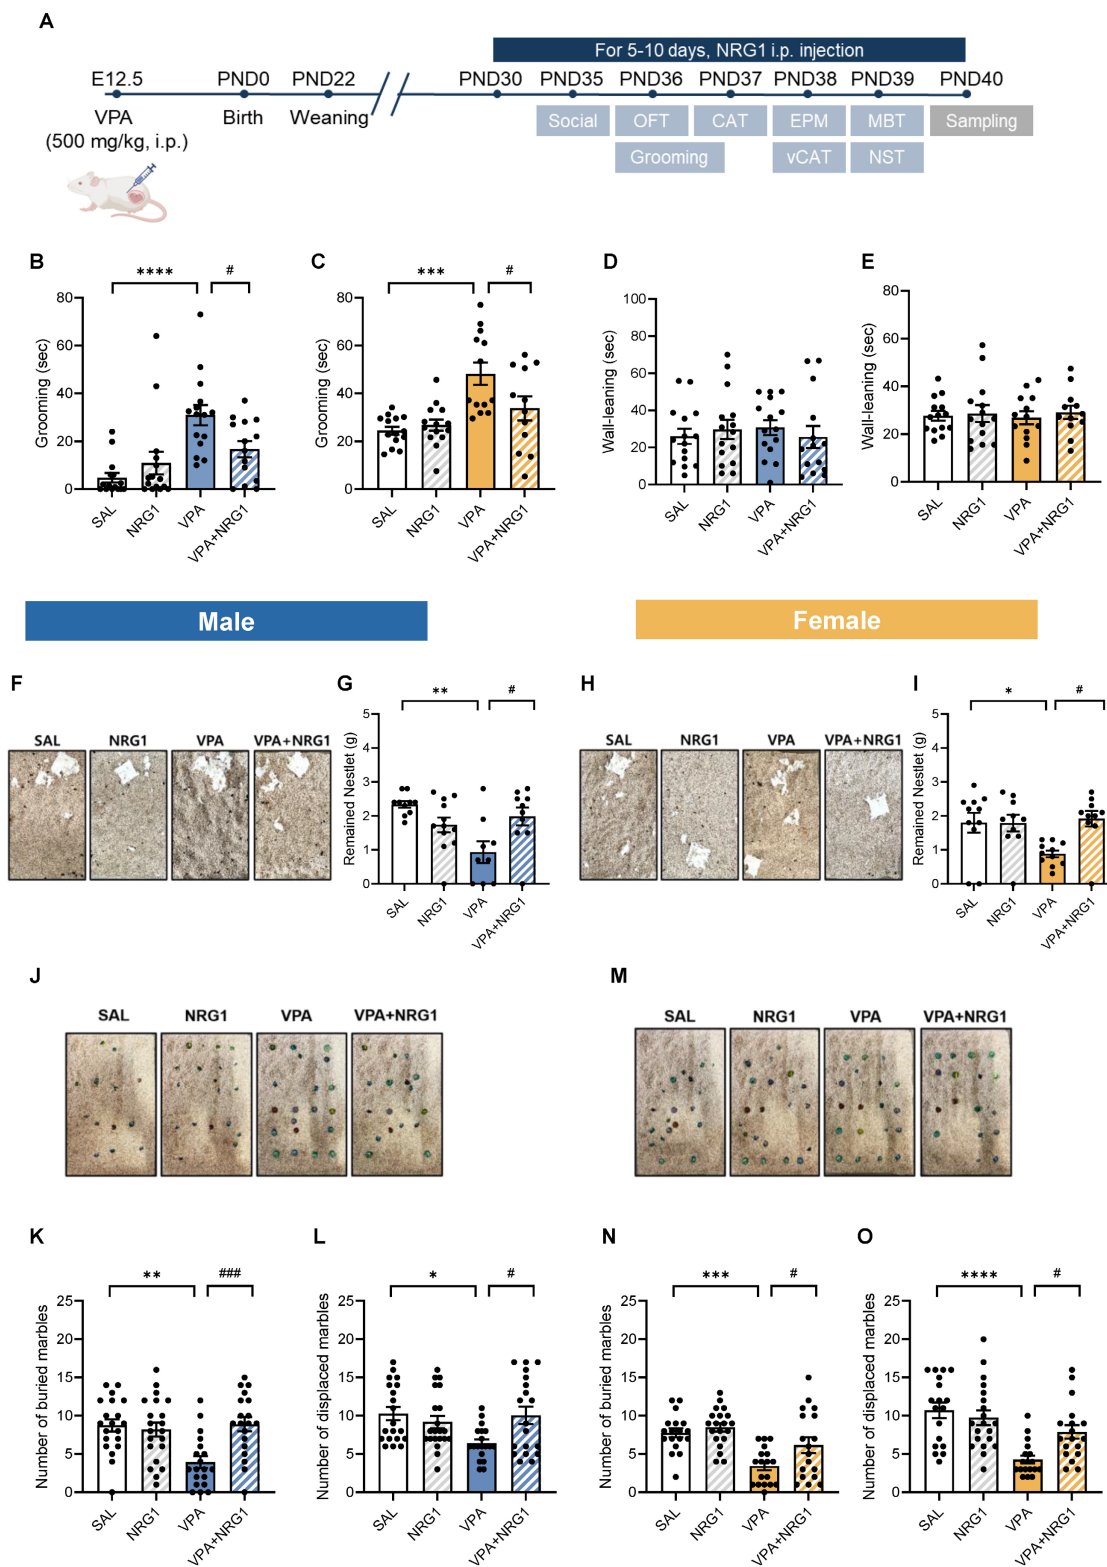 A
For 5-10 days, NRG1 i.p. injection
E12.5 PND0 PND22 PND30 PND35 PND36 PND37 PND38 PND39 PND40
VPA Birth Weaning Social OFT CAT EPM MBT Sampling
(500 mg/kg, i.p.) Grooming vCAT NST
B C D E
**** # *** #
Grooming (sec)
80
60
40
20
0
SAL NRG1 VPA VPA+NRG1
Grooming (sec)
80
60
40
20
0
SAL NRG1 VPA VPA+NRG1
Wall-leaning (sec)
100
80
60
40
20
0
SAL NRG1 VPA VPA+NRG1
Wall-leaning (sec)
80
60
40
20
0
SAL NRG1 VPA VPA+NRG1
Male Female
F G H I
SAL NRG1 VPA VPA+NRG1
** #
Remained Nestlet (g)
5
4
3
2
1
0
SAL NRG1 VPA VPA+NRG1
SAL NRG1 VPA VPA+NRG1
* #
Remained Nestlet (g)
5
4
3
2
1
0
SAL NRG1 VPA VPA+NRG1
J M
SAL NRG1 VPA VPA+NRG1
SAL NRG1 VPA VPA+NRG1
K L N O
** ###
Number of buried marbles
25
20
15
10
5
0
SAL NRG1 VPA VPA+NRG1
* #
Number of displaced marbles
25
20
15
10
5
0
SAL NRG1 VPA VPA+NRG1
*** #
Number of buried marbles
25
20
15
10
5
0
SAL NRG1 VPA VPA+NRG1
**** #
Number of displaced marbles
25
20
15
10
5
0
SAL NRG1 VPA VPA+NRG1